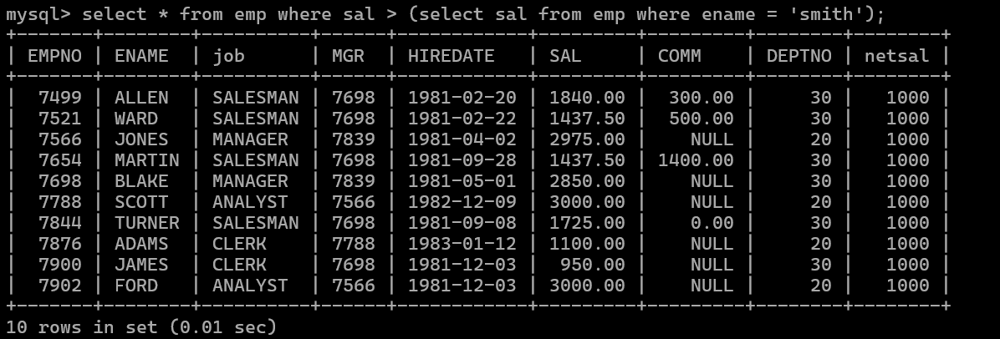 mysql> select * from emp where sal > (select sal from emp where ename = 'smith');
+-------+--------+----------+------+------------+---------+---------+--------+--------+
| EMPNO | ENAME  | job      | MGR  | HIREDATE   | SAL     | COMM    | DEPTNO | netsal |
+-------+--------+----------+------+------------+---------+---------+--------+--------+
|  7499 | ALLEN  | SALESMAN | 7698 | 1981-02-20 | 1840.00 |  300.00 |     30 |   1000 |
|  7521 | WARD   | SALESMAN | 7698 | 1981-02-22 | 1437.50 |  500.00 |     30 |   1000 |
|  7566 | JONES  | MANAGER  | 7839 | 1981-04-02 | 2975.00 |    NULL |     20 |   1000 |
|  7654 | MARTIN | SALESMAN | 7698 | 1981-09-28 | 1437.50 | 1400.00 |     30 |   1000 |
|  7698 | BLAKE  | MANAGER  | 7839 | 1981-05-01 | 2850.00 |    NULL |     30 |   1000 |
|  7788 | SCOTT  | ANALYST  | 7566 | 1982-12-09 | 3000.00 |    NULL |     20 |   1000 |
|  7844 | TURNER | SALESMAN | 7698 | 1981-09-08 | 1725.00 |    0.00 |     30 |   1000 |
|  7876 | ADAMS  | CLERK    | 7788 | 1983-01-12 | 1100.00 |    NULL |     20 |   1000 |
|  7900 | JAMES  | CLERK    | 7698 | 1981-12-03 |  950.00 |    NULL |     30 |   1000 |
|  7902 | FORD   | ANALYST  | 7566 | 1981-12-03 | 3000.00 |    NULL |     20 |   1000 |
+-------+--------+----------+------+------------+---------+---------+--------+--------+
10 rows in set (0.01 sec)